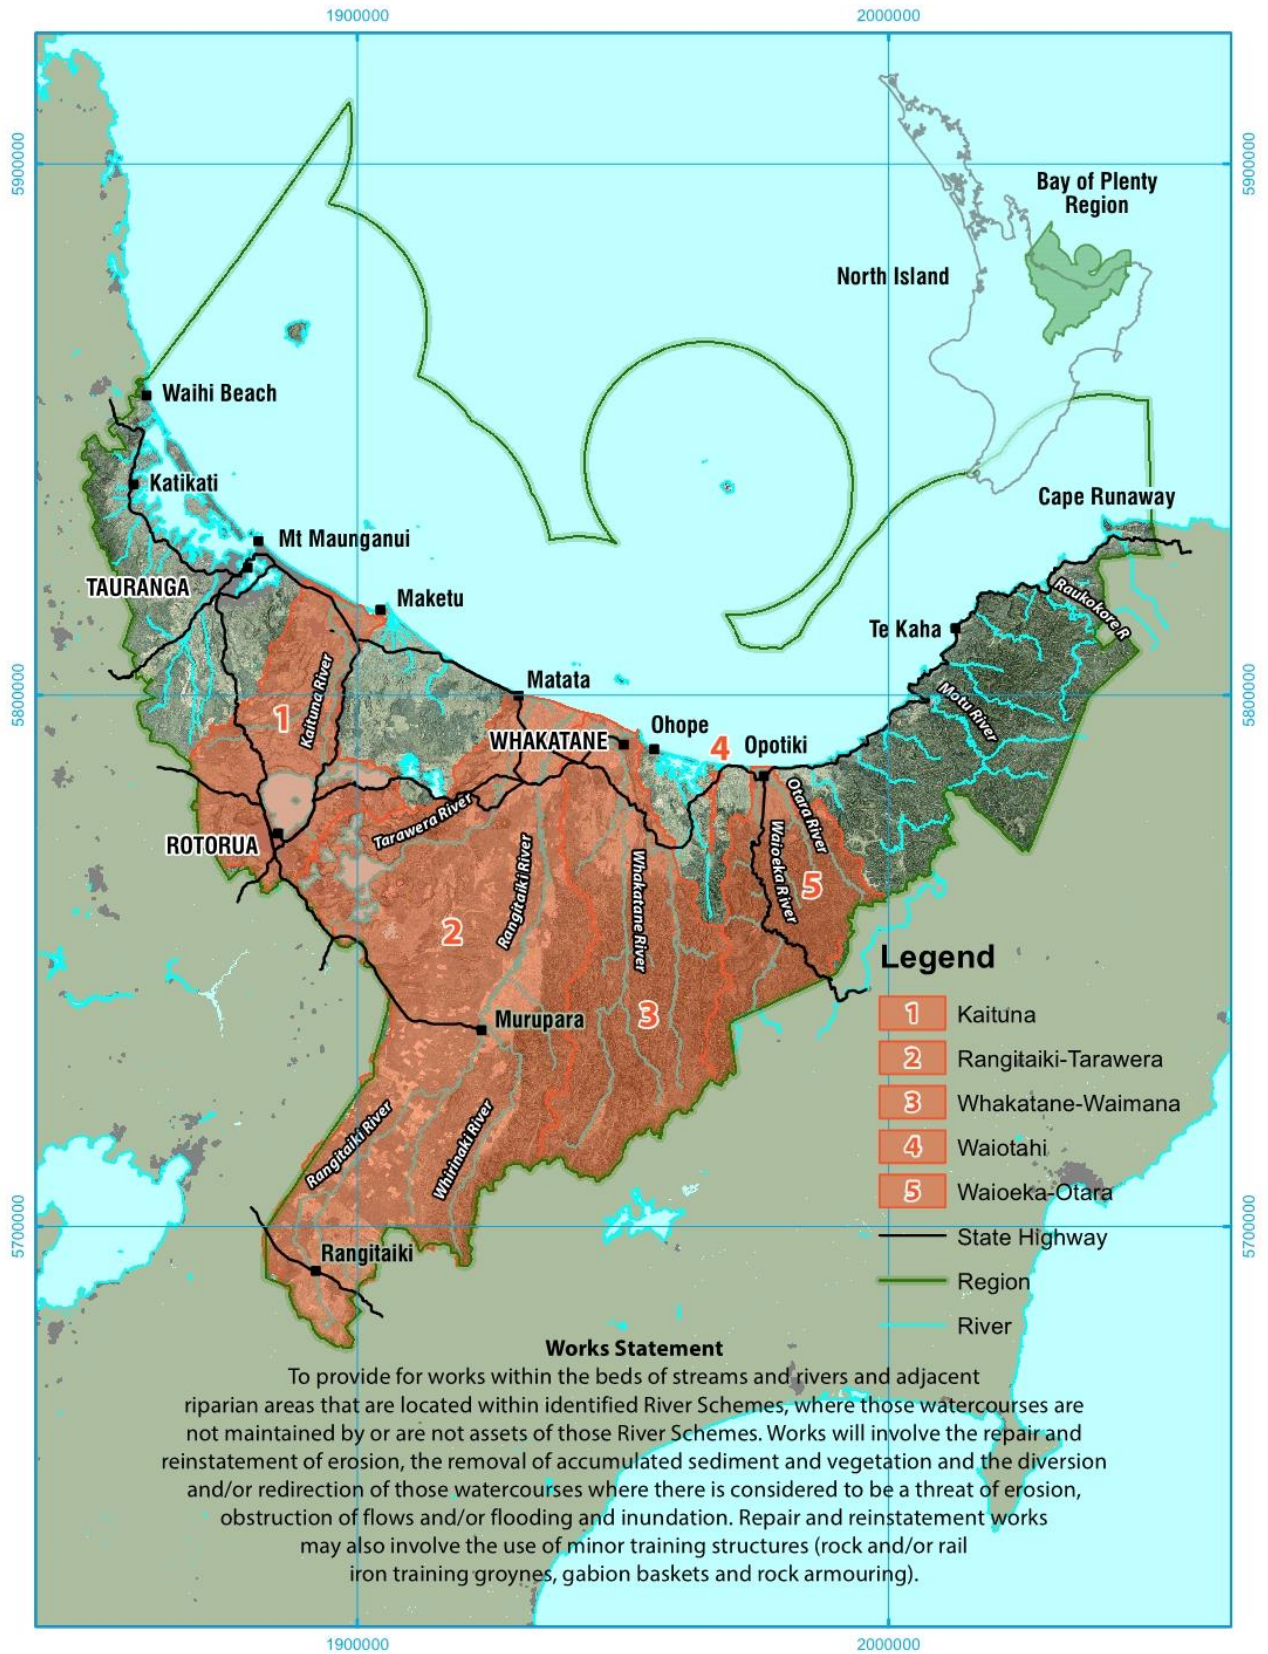 1900000
2000000
5900000
5900000
Bay of Plenty
Region
North Island
Waihi Beach
Katikati
Cape Runaway
Mt Maunganui
TAURANGA
Maketu
Raukokore R
Te Kaha
Matata
5800000
5800000
Kaituna River
1
Motu River
Ohope
WHAKATANE
4
Opotiki
Tarawera River
Otara River
ROTORUA
Rangitaiki River
Whakatane River
Waioeka River
5
2
Legend
3
Murupara
1 Kaituna
2 Rangitaiki-Tarawera
3 Whakatane-Waimana
4 Waiotahi
5 Waioeka-Otara
State Highway
Region
River
Rangitaiki River
Whirinaki River
5700000
5700000
Rangitaiki
Works Statement
To provide for works within the beds of streams and rivers and adjacent
riparian areas that are located within identified River Schemes, where those watercourses are
not maintained by or are not assets of those River Schemes. Works will involve the repair and
reinstatement of erosion, the removal of accumulated sediment and vegetation and the diversion
and/or redirection of those watercourses where there is considered to be a threat of erosion,
obstruction of flows and/or flooding and inundation. Repair and reinstatement works
may also involve the use of minor training structures (rock and/or rail
iron training groynes, gabion baskets and rock armouring).
1900000
2000000